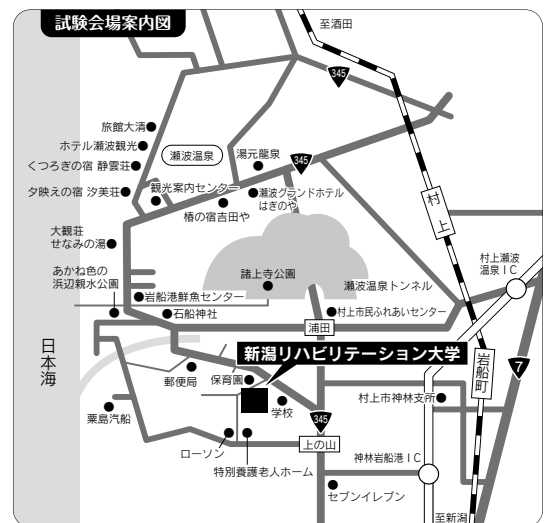 試験会場案内図
至酒田
345
旅館大清
ホテル瀬波観光
瀬波温泉
湯元龍泉
345
くつろぎの宿 静雲荘
夕映えの宿 汐美荘
観光案内センター
瀬波グランドホテル
はぎのや
椿の宿吉田や
村上
大観荘
せなみの湯
村上瀬波
温泉IC
あかね色の
浜辺親水公園
諸上寺公園
瀬波温泉トンネル
岩船港鮮魚センター
石船神社
村上市民ふれあいセンター
浦田
日本海
新潟リハビリテーション大学
岩船町
7
郵便局
保育園
学校
村上市神林支所
粟島汽船
345
ローソン
上の山
特別養護老人ホーム
神林岩船港IC
セブンイレブン
至新潟